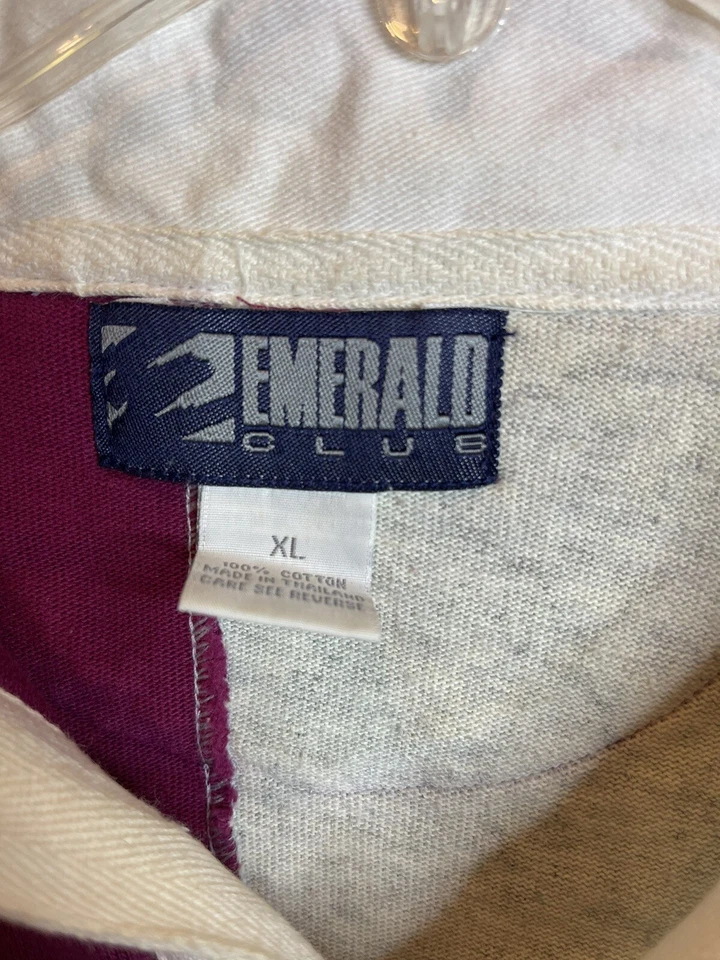 EMERALD
CLUB
XL
100% COTTON
MADE IN THAILAND
CARE SEE REVERSE